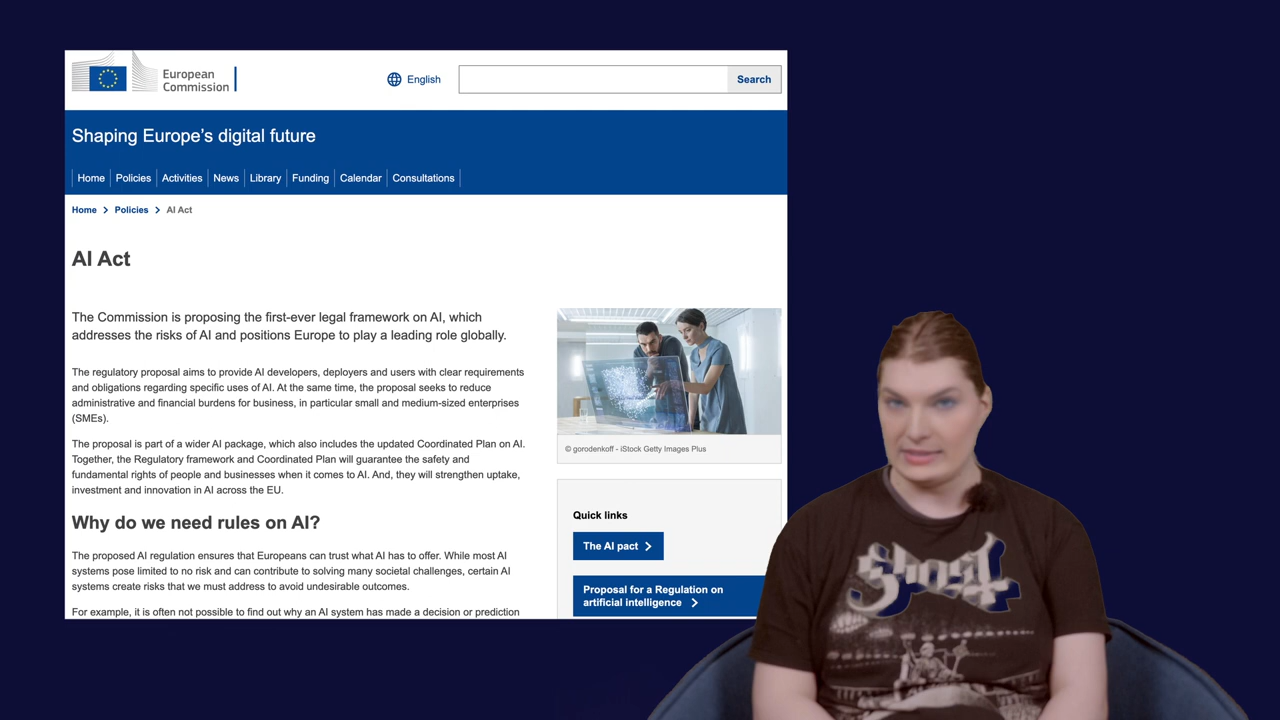 European
Commission
English
Search
Shaping Europe's digital future
Home
Policies
Activities
News
Library
Funding
Calendar
Consultations
Home > Policies > AI Act
AI Act
The Commission is proposing the first-ever legal framework on AI, which
addresses the risks of AI and positions Europe to play a leading role globally.
The regulatory proposal aims to provide AI developers, deployers and users with clear requirements
and obligations regarding specific uses of AI. At the same time, the proposal seeks to reduce
administrative and financial burdens for business, in particular small and medium-sized enterprises
(SMEs).
The proposal is part of a wider AI package, which also includes the updated Coordinated Plan on AI.
Together, the Regulatory framework and Coordinated Plan will guarantee the safety and
fundamental rights of people and businesses when it comes to AI. And, they will strengthen uptake,
investment and innovation in AI across the EU.
Why do we need rules on AI?
The proposed AI regulation ensures that Europeans can trust what AI has to offer. While most AI
systems pose limited to no risk and can contribute to solving many societal challenges, certain AI
systems create risks that we must address to avoid undesirable outcomes.
For example, it is often not possible to find out why an AI system has made a decision or prediction
© gorodenkoff - iStock Getty Images Plus
Quick links
The AI pact >
Proposal for a Regulation on
artificial intelligence >
Ghost